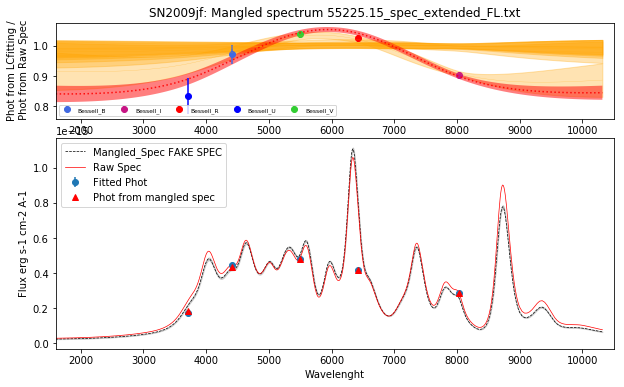 SN2009jf: Mangled spectrum 55225.15_spec_extended_FL.txt
Phot from LCfitting /
Phot from Raw Spec
1.0
0.9
0.8
Bessell_B
Bessell_I
Bessell_R
Bessell_U
Bessell_V
2000 3000 4000 5000 6000 7000 8000 9000 10000
Flux erg s-1 cm-2 A-1
1.0
0.8
0.6
0.4
0.2
0.0
Mangled_Spec FAKE SPEC
Raw Spec
Fitted Phot
Phot from mangled spec
2000 3000 4000 5000 6000 7000 8000 9000 10000
Wavelenght